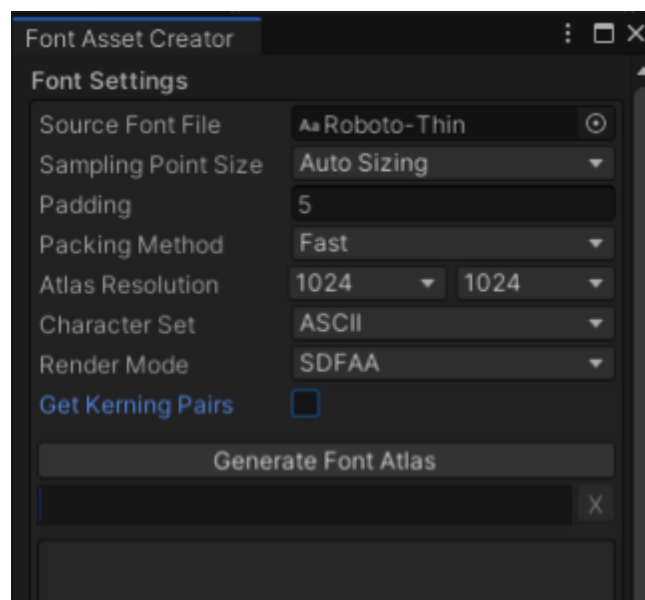 Font Asset Creator
Font Settings
Source Font File Aa Roboto-Thin
Sampling Point Size Auto Sizing
Padding 5
Packing Method Fast
Atlas Resolution 1024 1024
Character Set ASCII
Render Mode SDFAA
Get Kerning Pairs
Generate Font Atlas
X